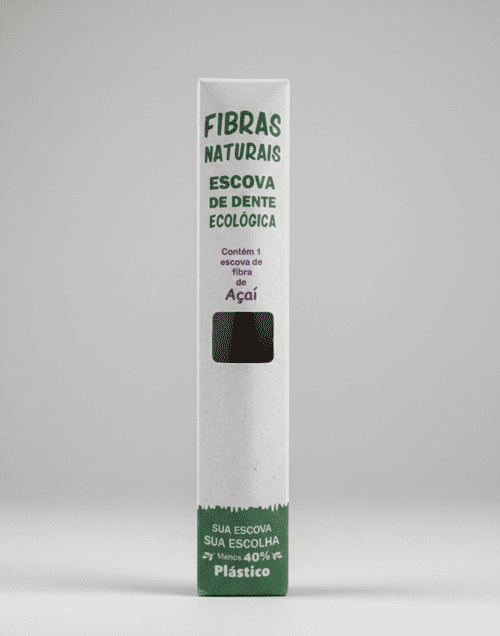 FIBRAS
NATURAIS
ESCOVA
DE DENTE
ECOLÓGICA
Contém 1
escova de
fibra
de
Açaí
SUA ESCOVA
SUA ESCOLHA
Menos 40%
Plástico